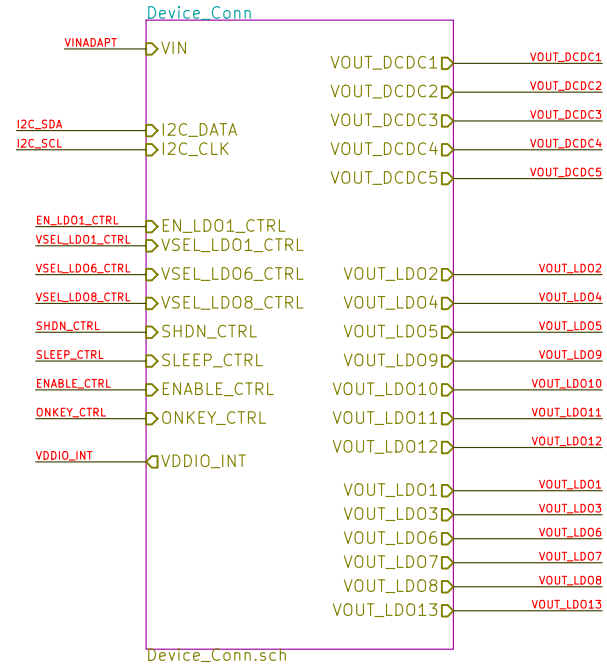 Device_Conn
VINADAPT VIN
VOUT_DCDC1 VOUT_DCDC1
VOUT_DCDC2 VOUT_DCDC2
VOUT_DCDC3 VOUT_DCDC3
I2C_SDA I2C_DATA
I2C_SCL I2C_CLK
VOUT_DCDC4 VOUT_DCDC4
VOUT_DCDC5 VOUT_DCDC5
EN_LDO1_CTRL EN_LDO1_CTRL
VSEL_LDO1_CTRL VSEL_LDO1_CTRL
VSEL_LDO6_CTRL VSEL_LDO6_CTRL VOUT_LDO2 VOUT_LDO2
VSEL_LDO8_CTRL VSEL_LDO8_CTRL VOUT_LDO4 VOUT_LDO4
SHDN_CTRL SHDN_CTRL VOUT_LDO5 VOUT_LDO5
SLEEP_CTRL SLEEP_CTRL VOUT_LDO9 VOUT_LDO9
ENABLE_CTRL ENABLE_CTRL VOUT_LDO10 VOUT_LDO10
ONKEY_CTRL ONKEY_CTRL VOUT_LDO11 VOUT_LDO11
VOUT_LDO12 VOUT_LDO12
VDDIO_INT VDDIO_INT
VOUT_LDO1 VOUT_LDO1
VOUT_LDO3 VOUT_LDO3
VOUT_LDO6 VOUT_LDO6
VOUT_LDO7 VOUT_LDO7
VOUT_LDO8 VOUT_LDO8
VOUT_LDO13 VOUT_LDO13
Device_Conn.sch